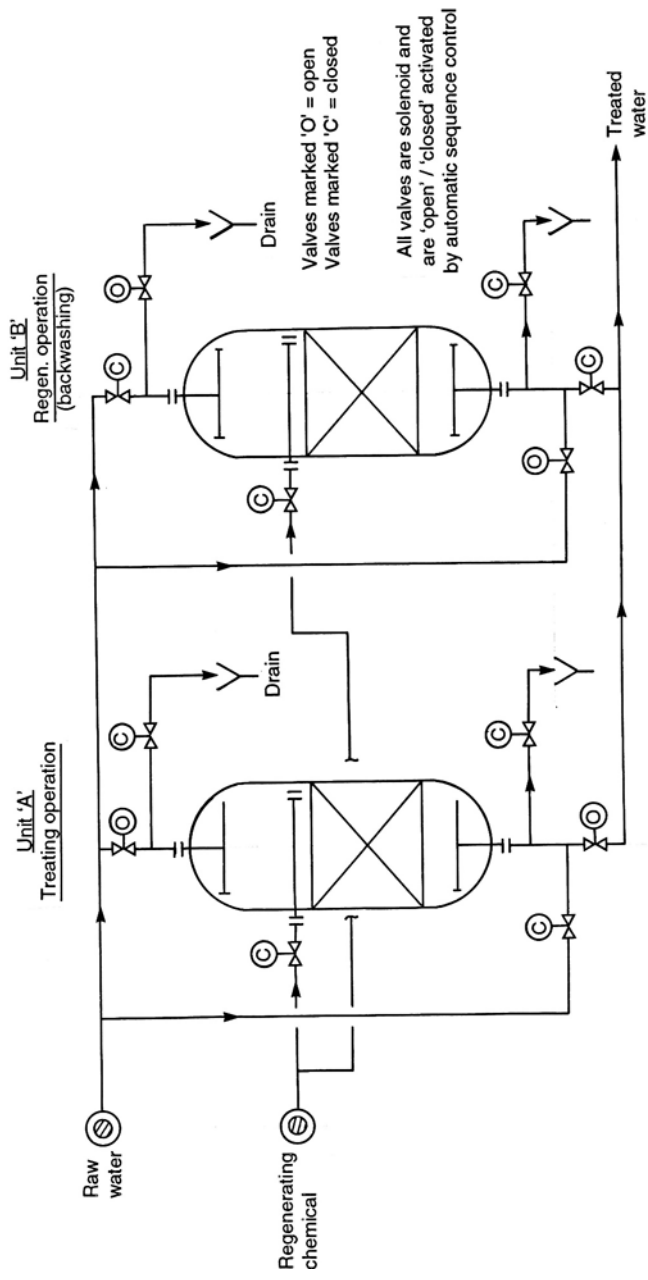 Unit 'A'
Treating operation
Unit 'B'
Regen. operation
(backwashing)
Raw
water
O
C
C
O
Drain
Drain
Regenerating
chemical
C
C
Valves marked 'O' = open
Valves marked 'C' = closed
All valves are solenoid and
are 'open' / 'closed' activated
by automatic sequence control
C
C
C
O
O
C
Treated
water